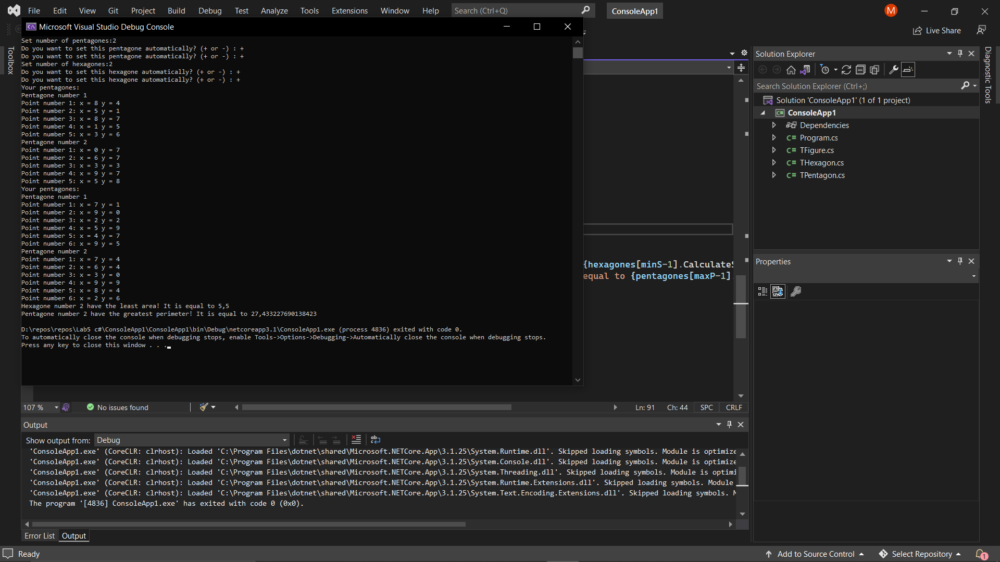 File Edit View Git Project Build Debug Test Analyze Tools Extensions Window Help Search (Ctrl+Q) ConsoleApp1 M
Live Share
Microsoft Visual Studio Debug Console
Toolbox
Set number of pentagones:2
Do you want to set this pentagone automatically? (+ or -) : +
Do you want to set this pentagone automatically? (+ or -) : +
Set number of hexagones:2
Do you want to set this hexagone automatically? (+ or -) : +
Do you want to set this hexagone automatically? (+ or -) : +
Your pentagones:
Pentagone number 1
Point number 1: x = 8 y = 4
Point number 2: x = 5 y = 1
Point number 3: x = 8 y = 7
Point number 4: x = 1 y = 5
Point number 5: x = 3 y = 6
Pentagone number 2
Point number 1: x = 0 y = 7
Point number 2: x = 6 y = 7
Point number 3: x = 3 y = 3
Point number 4: x = 9 y = 7
Point number 5: x = 5 y = 8
Your pentagones:
Pentagone number 1
Point number 1: x = 7 y = 1
Point number 2: x = 9 y = 0
Point number 3: x = 2 y = 2
Point number 4: x = 5 y = 9
Point number 5: x = 4 y = 7
Point number 6: x = 9 y = 5
Pentagone number 2
Point number 1: x = 7 y = 4
Point number 2: x = 6 y = 4
Point number 3: x = 3 y = 0
Point number 4: x = 9 y = 9
Point number 5: x = 8 y = 4
Point number 6: x = 2 y = 6
Hexagone number 2 have the least area! It is equal to 5,5
Pentagone number 2 have the greatest perimeter! It is equal to 27,433227690138423
D:\repos\repos\Lab5 c#\ConsoleApp1\ConsoleApp1\bin\Debug\netcoreapp3.1\ConsoleApp1.exe (process 4836) exited with code 0.
To automatically close the console when debugging stops, enable Tools->Options->Debugging->Automatically close the console when debugging stops.
Press any key to close this window . . .
{hexagones[minS-1].CalculateS
equal to {pentagones[maxP-1].
107 % No issues found Ln: 91 Ch: 44 SPC CRLF
Output
Show output from: Debug
'ConsoleApp1.exe' (CoreCLR: clrhost): Loaded 'C:\Program Files\dotnet\shared\Microsoft.NETCore.App\3.1.25\System.Runtime.dll'. Skipped loading symbols. Module is optimize
'ConsoleApp1.exe' (CoreCLR: clrhost): Loaded 'C:\Program Files\dotnet\shared\Microsoft.NETCore.App\3.1.25\System.Console.dll'. Skipped loading symbols. Module is optimize
'ConsoleApp1.exe' (CoreCLR: clrhost): Loaded 'C:\Program Files\dotnet\shared\Microsoft.NETCore.App\3.1.25\System.Threading.dll'. Skipped loading symbols. Module is optimi
'ConsoleApp1.exe' (CoreCLR: clrhost): Loaded 'C:\Program Files\dotnet\shared\Microsoft.NETCore.App\3.1.25\System.Runtime.Extensions.dll'. Skipped loading symbols. Module
'ConsoleApp1.exe' (CoreCLR: clrhost): Loaded 'C:\Program Files\dotnet\shared\Microsoft.NETCore.App\3.1.25\System.Text.Encoding.Extensions.dll'. Skipped loading symbols. M
The program '[4836] ConsoleApp1.exe' has exited with code 0 (0x0).
Error List Output
Solution Explorer
Search Solution Explorer (Ctrl+;)
Solution 'ConsoleApp1' (1 of 1 project)
C# ConsoleApp1
Dependencies
C# Program.cs
C# TFigure.cs
C# THexagon.cs
C# TPentagon.cs
Properties
Diagnostic Tools
Ready Add to Source Control Select Repository 1